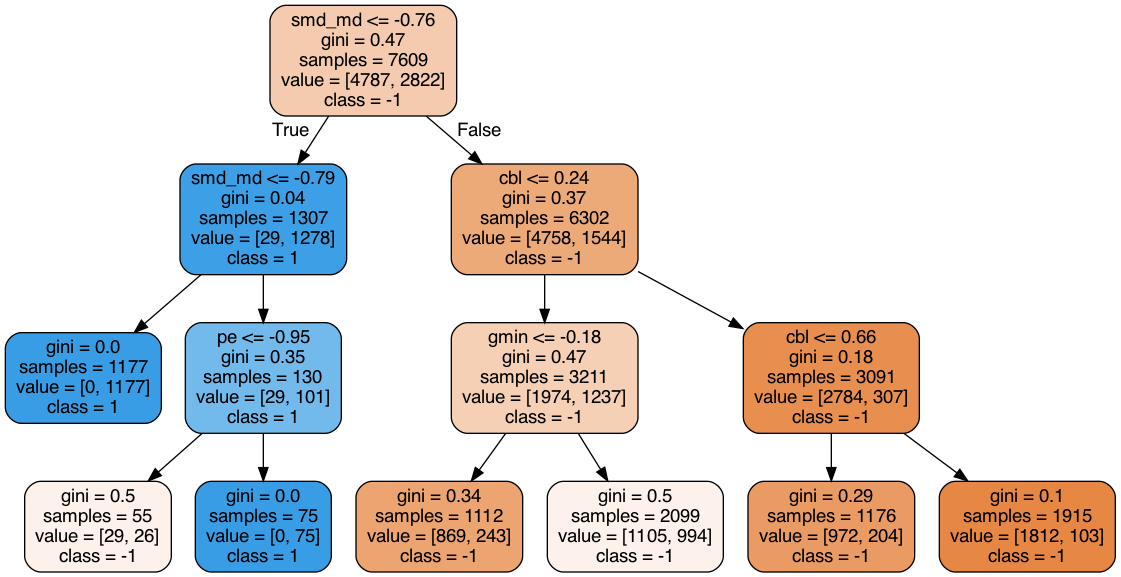 smd_md <= -0.76
gini = 0.47
samples = 7609
value = [4787, 2822]
class = -1
True
False
smd_md <= -0.79
gini = 0.04
samples = 1307
value = [29, 1278]
class = 1
cbl <= 0.24
gini = 0.37
samples = 6302
value = [4758, 1544]
class = -1
gini = 0.0
samples = 1177
value = [0, 1177]
class = 1
pe <= -0.95
gini = 0.35
samples = 130
value = [29, 101]
class = 1
gmin <= -0.18
gini = 0.47
samples = 3211
value = [1974, 1237]
class = -1
cbl <= 0.66
gini = 0.18
samples = 3091
value = [2784, 307]
class = -1
gini = 0.5
samples = 55
value = [29, 26]
class = -1
gini = 0.0
samples = 75
value = [0, 75]
class = 1
gini = 0.34
samples = 1112
value = [869, 243]
class = -1
gini = 0.5
samples = 2099
value = [1105, 994]
class = -1
gini = 0.29
samples = 1176
value = [972, 204]
class = -1
gini = 0.1
samples = 1915
value = [1812, 103]
class = -1